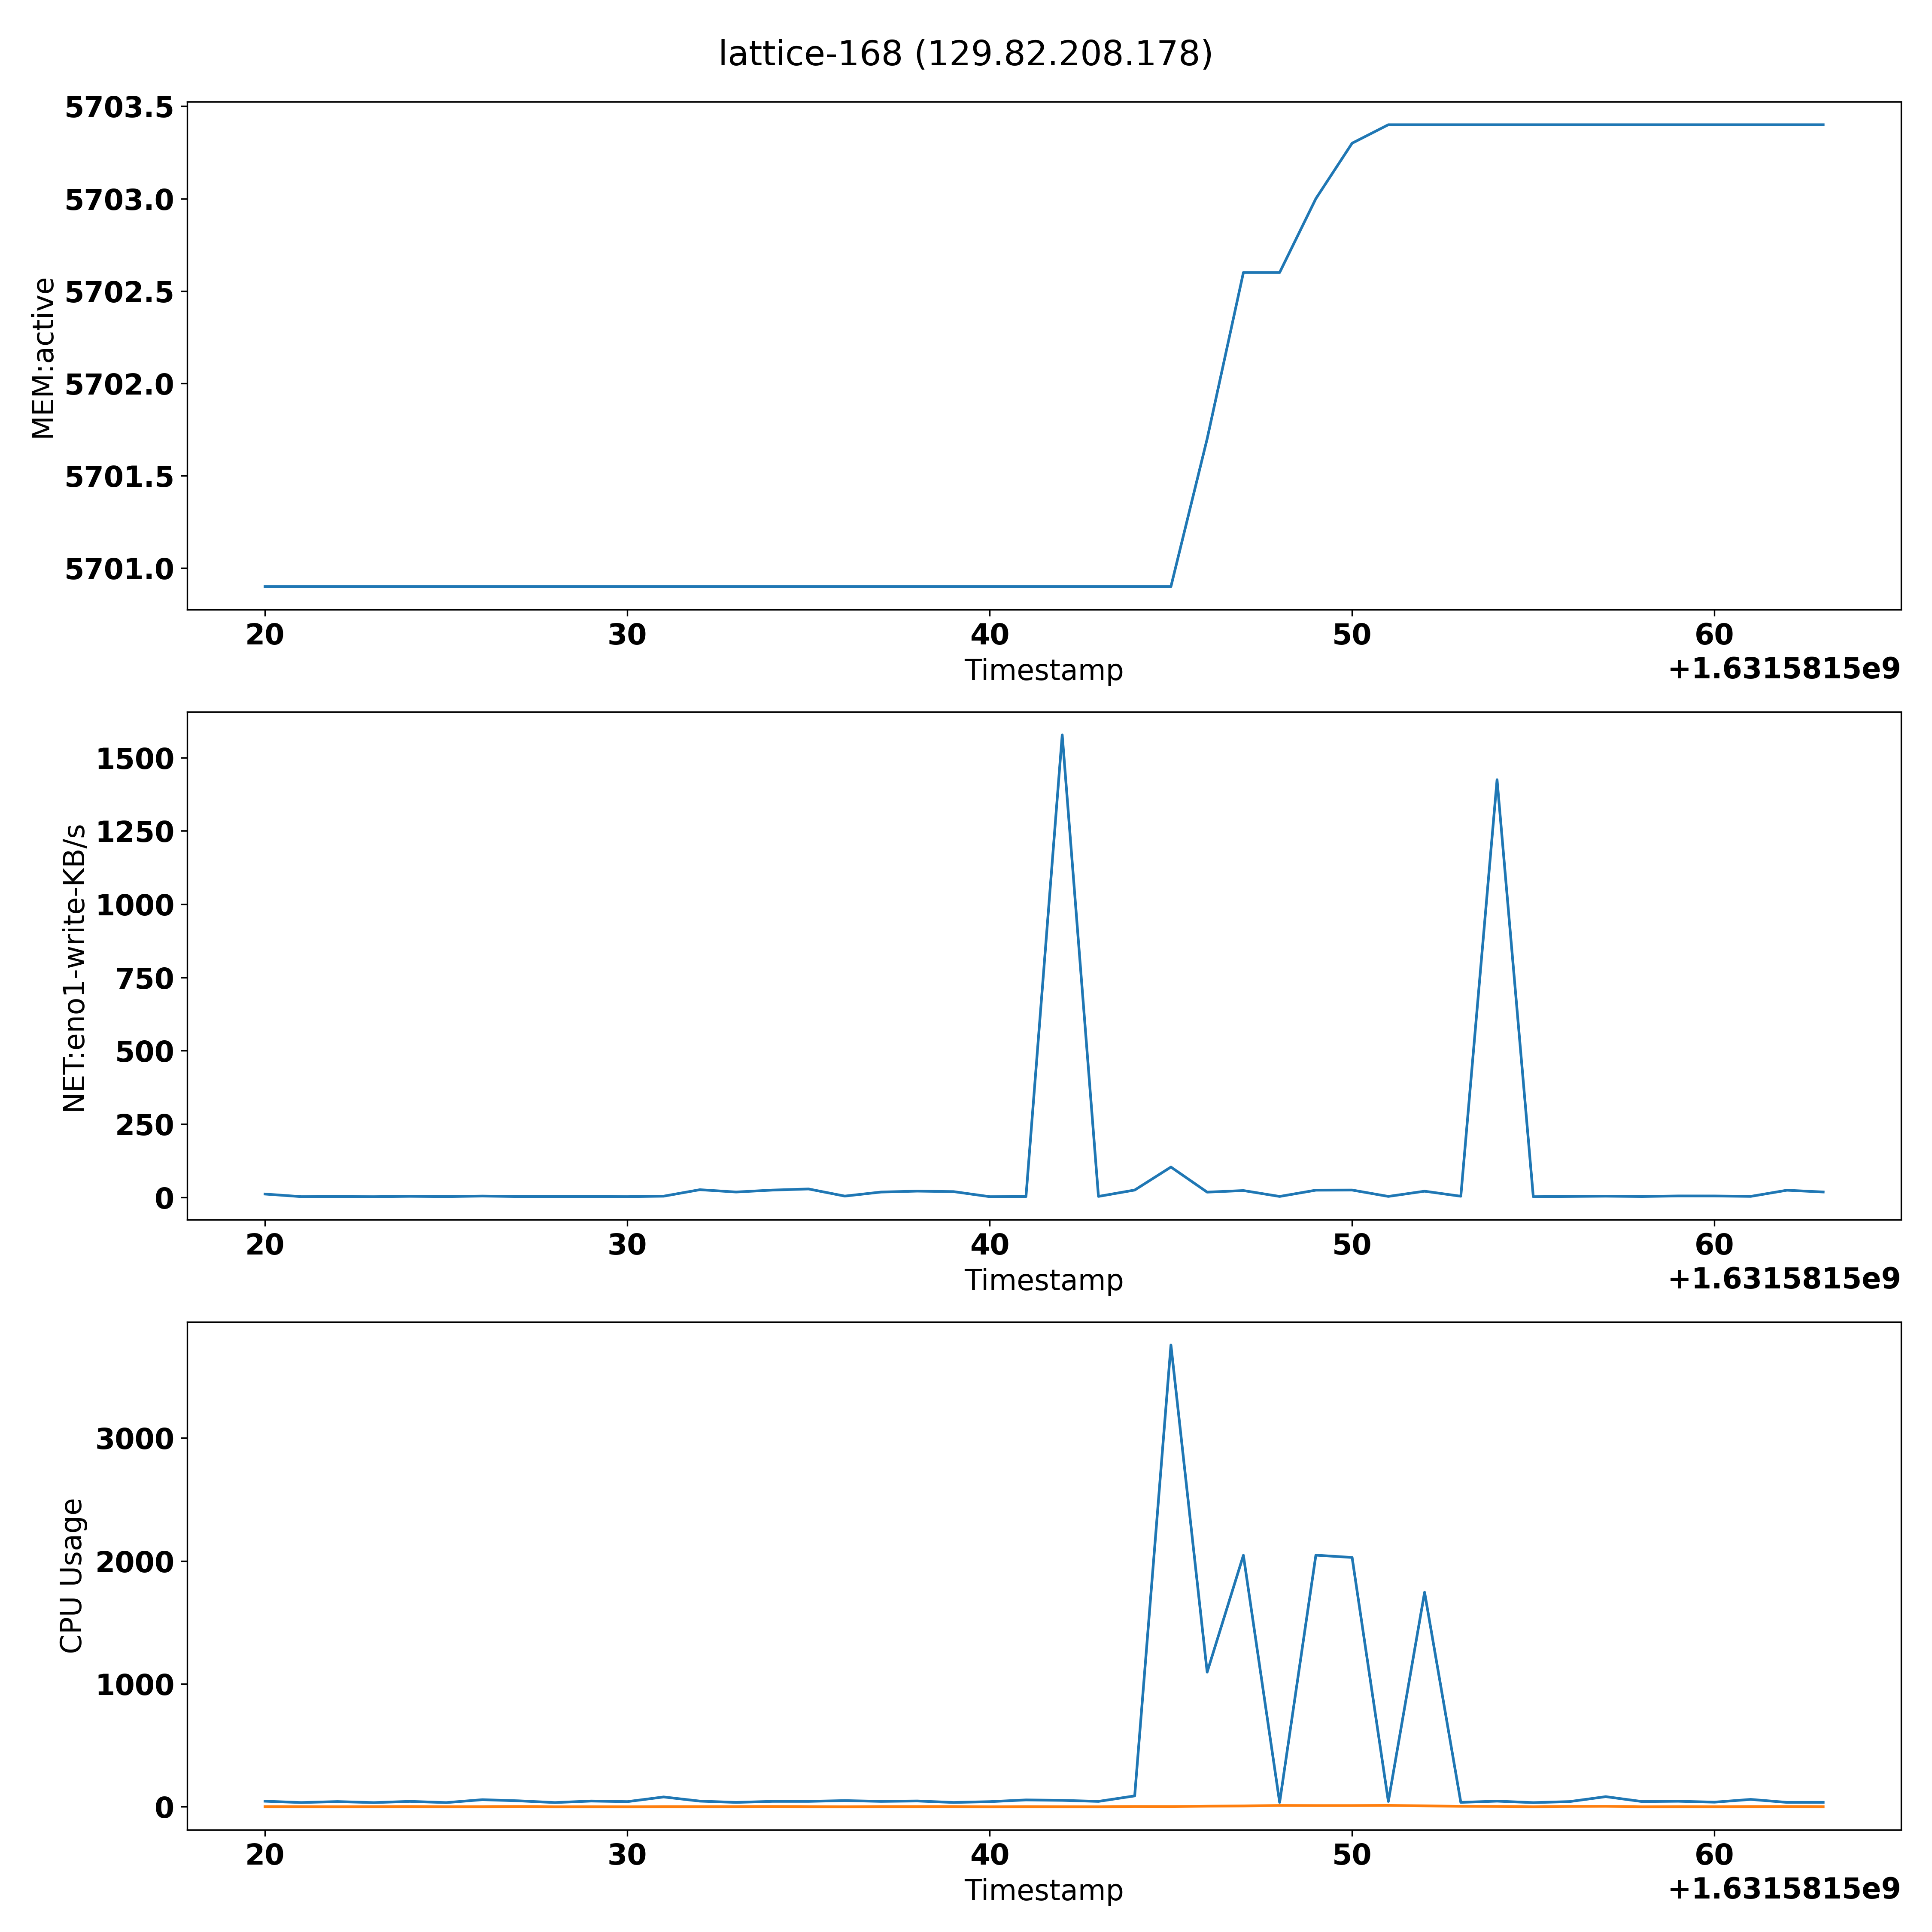 lattice-168 (129.82.208.178)
5703.5
5703.0
5702.5
5702.0
5701.5
5701.0
MEM:active
20 30 40 50 60
Timestamp
+1.6315815e9
1500
1250
1000
750
500
250
0
NET:eno1-write-KB/s
20 30 40 50 60
Timestamp
+1.6315815e9
3000
2000
1000
0
CPU Usage
20 30 40 50 60
Timestamp
+1.6315815e9